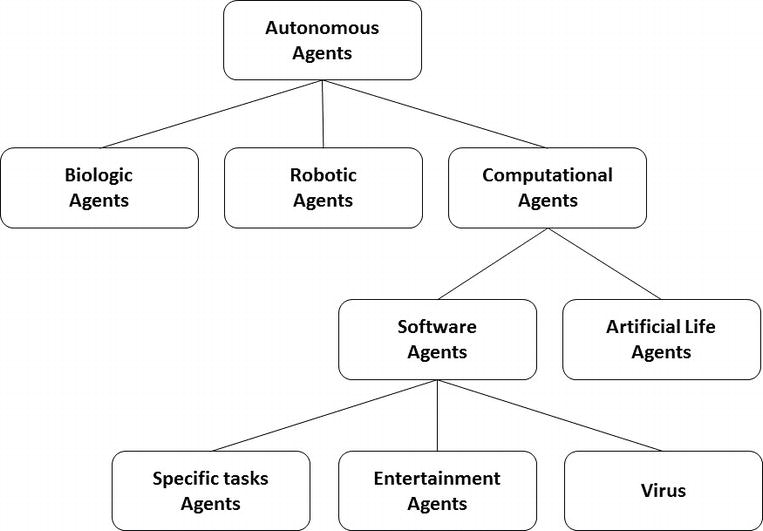 Autonomous
Agents
Biologic
Agents
Robotic
Agents
Computational
Agents
Software
Agents
Artificial Life
Agents
Specific tasks
Agents
Entertainment
Agents
Virus